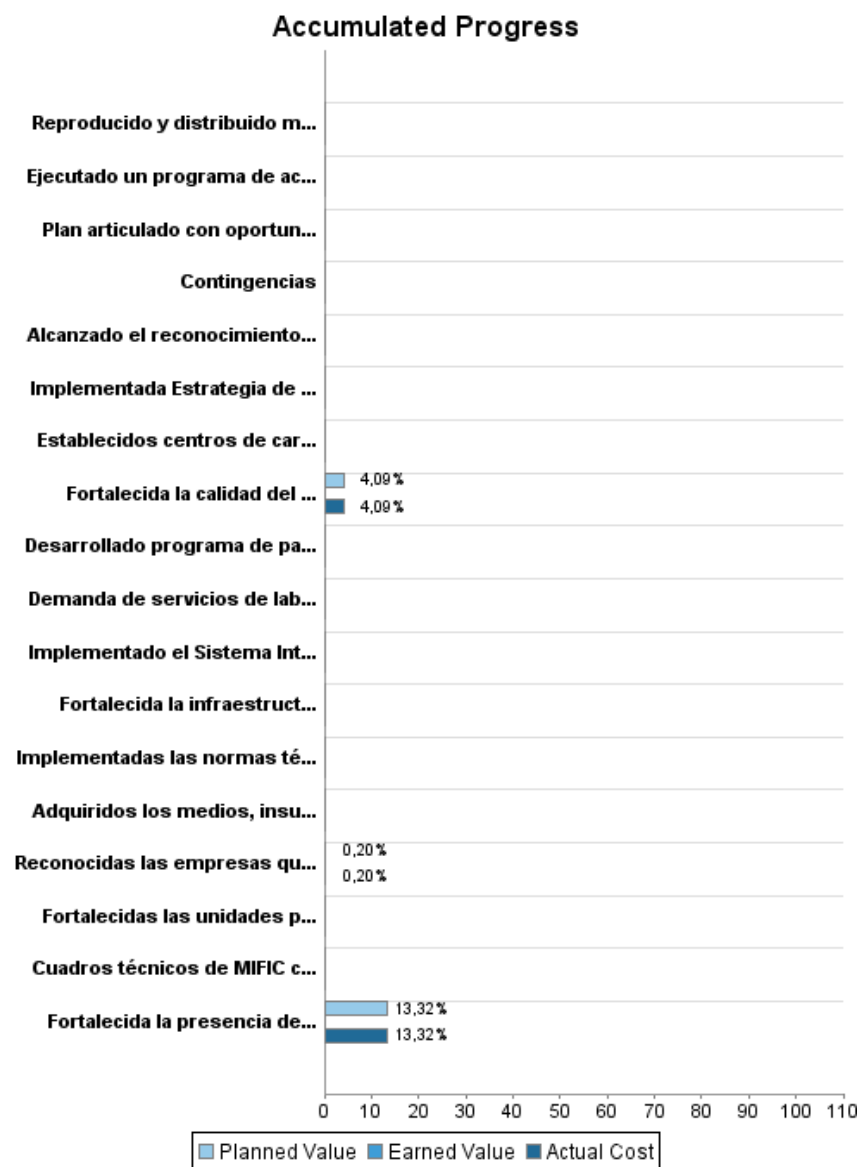 Accumulated Progress
Reproducido y distribuido m...
Ejecutado un programa de ac...
Plan articulado con oportun...
Contingencias
Alcanzado el reconocimiento...
Implementada Estrategia de ...
Establecidos centros de car...
4,09%
Fortalecida la calidad del ...
4,09%
Desarrollado programa de pa...
Demanda de servicios de lab...
Implementado el Sistema Int...
Fortalecida la infraestruct...
Implementadas las normas té...
Adquiridos los medios, insu...
0,20%
Reconocidas las empresas qu...
0,20%
Fortalecidas las unidades p...
Cuadros técnicos de MIFIC c...
13,32%
Fortalecida la presencia de...
13,32%
0 10 20 30 40 50 60 70 80 90 100 110
Planned Value Earned Value Actual Cost